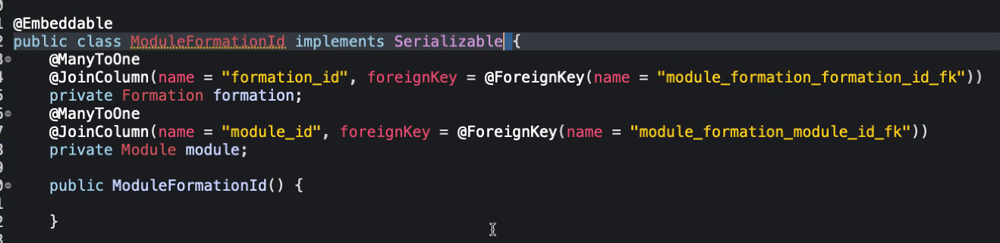 @Embeddable
public class ModuleFormationId implements Serializable {
@ManyToOne
@JoinColumn(name = "formation_id", foreignKey = @ForeignKey(name = "module_formation_formation_id_fk"))
private Formation formation;
@ManyToOne
@JoinColumn(name = "module_id", foreignKey = @ForeignKey(name = "module_formation_module_id_fk"))
private Module module;
public ModuleFormationId() {
}